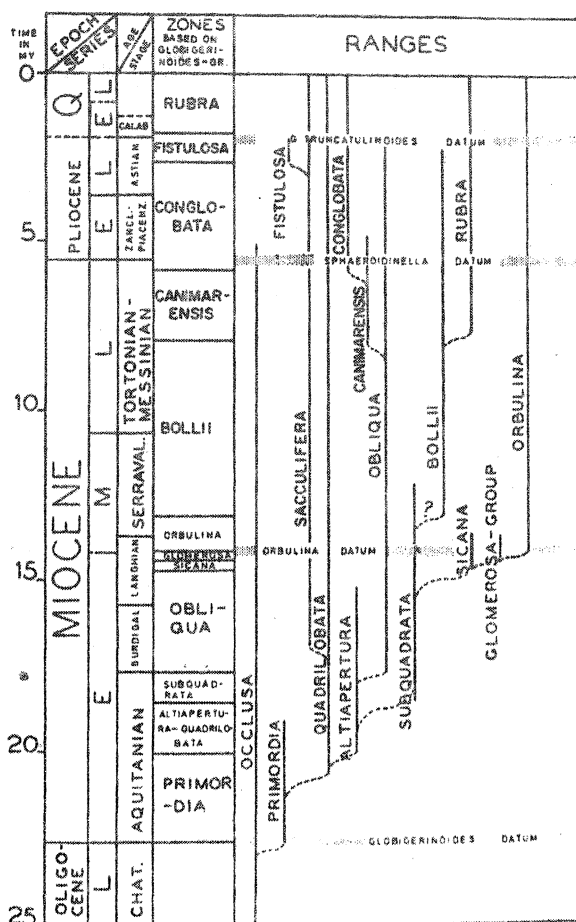 TIME
IN
MY
EPOCH
SERIES
AGE
STAGE
ZONES
BASED ON
GLOBIGERI-
NOIDES-GR.
RANGES
0
5
10
15
20
25
Q
L
E
PLIOCENE
L
E
MIOCENE
L
M
E
OLIGO-
CENE
L
CALAB
ASTIAN
ZANCL-
PIACENZ.
TORTONIAN-
MESSINIAN
SERRAVAL.
LANGHIAN
BURDIGAL
AQUITANIAN
CHAT.
RUBRA
FISTULOSA
CONGLO-
BATA
CANIMAR-
ENSIS
BOLLII
ORBULINA
GLOMEROSA
SICANA
OBLI-
QUA
SUBQUAD-
RATA
ALTIAPERTU-
RA-QUADRILO-
BATA
PRIMOR
-DIA
G TRUNCATULINOIDES DATUM
SPHAEROIDINELLA DATUM
ORBULINA DATUM
GLOBIGERINOIDES DATUM
OCCLUSA
PRIMORDIA
FISTULOSA
SACCULIFERA
QUADRILOBATA
CONGLOBATA
CANIMARENSIS
ALTIAPERTURA
OBLIQUA
SUBQUADRATA
?
BOLLII
RUBRA
SICANA
GLOMEROSA-GROUP
ORBULINA